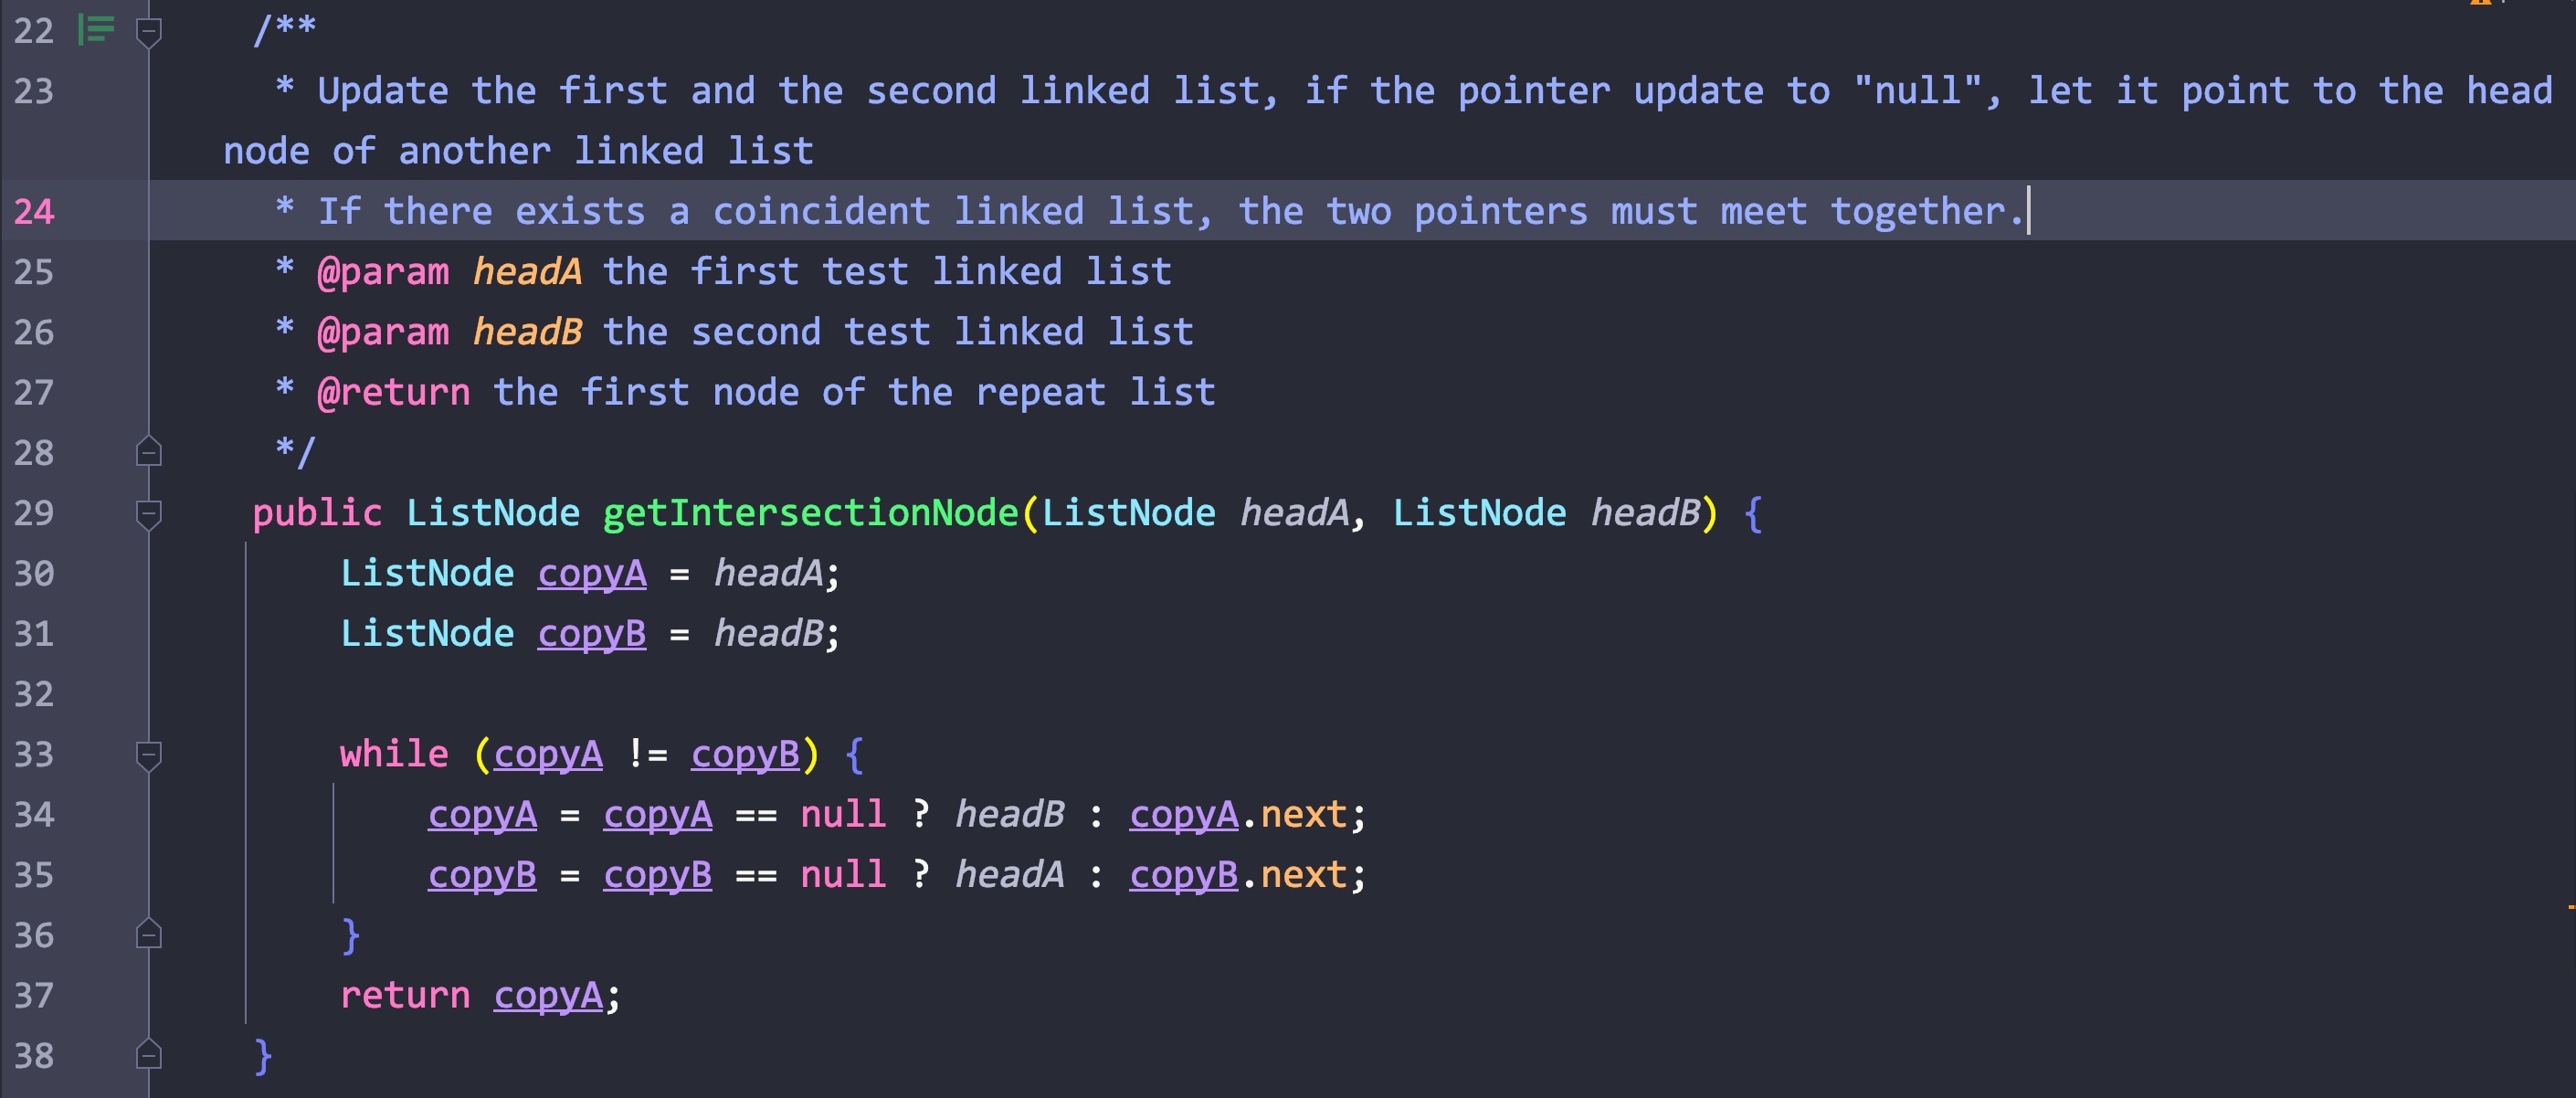 22 /**
23 * Update the first and the second linked list, if the pointer update to "null", let it point to the head
node of another linked list
24 * If there exists a coincident linked list, the two pointers must meet together.
25 * @param headA the first test linked list
26 * @param headB the second test linked list
27 * @return the first node of the repeat list
28 */
29 public ListNode getIntersectionNode(ListNode headA, ListNode headB) {
30 ListNode copyA = headA;
31 ListNode copyB = headB;
32
33 while (copyA != copyB) {
34 copyA = copyA == null ? headB : copyA.next;
35 copyB = copyB == null ? headA : copyB.next;
36 }
37 return copyA;
38 }